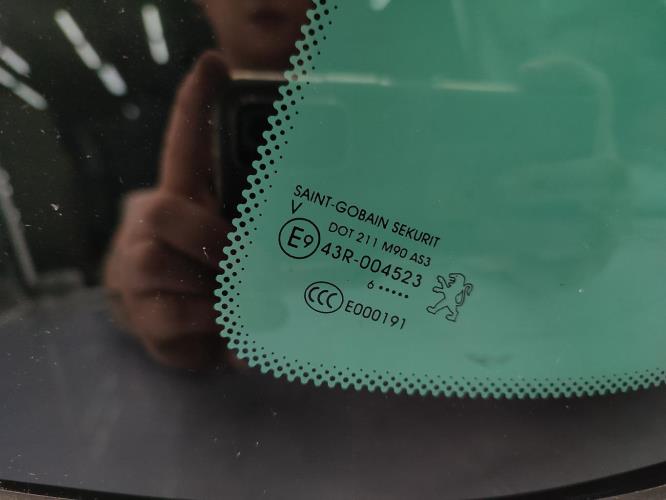 SAINT-GOBAIN SEKURIT
V
DOT 211 M90 AS3
E9 43R-004523
6 •••••
CCC E000191